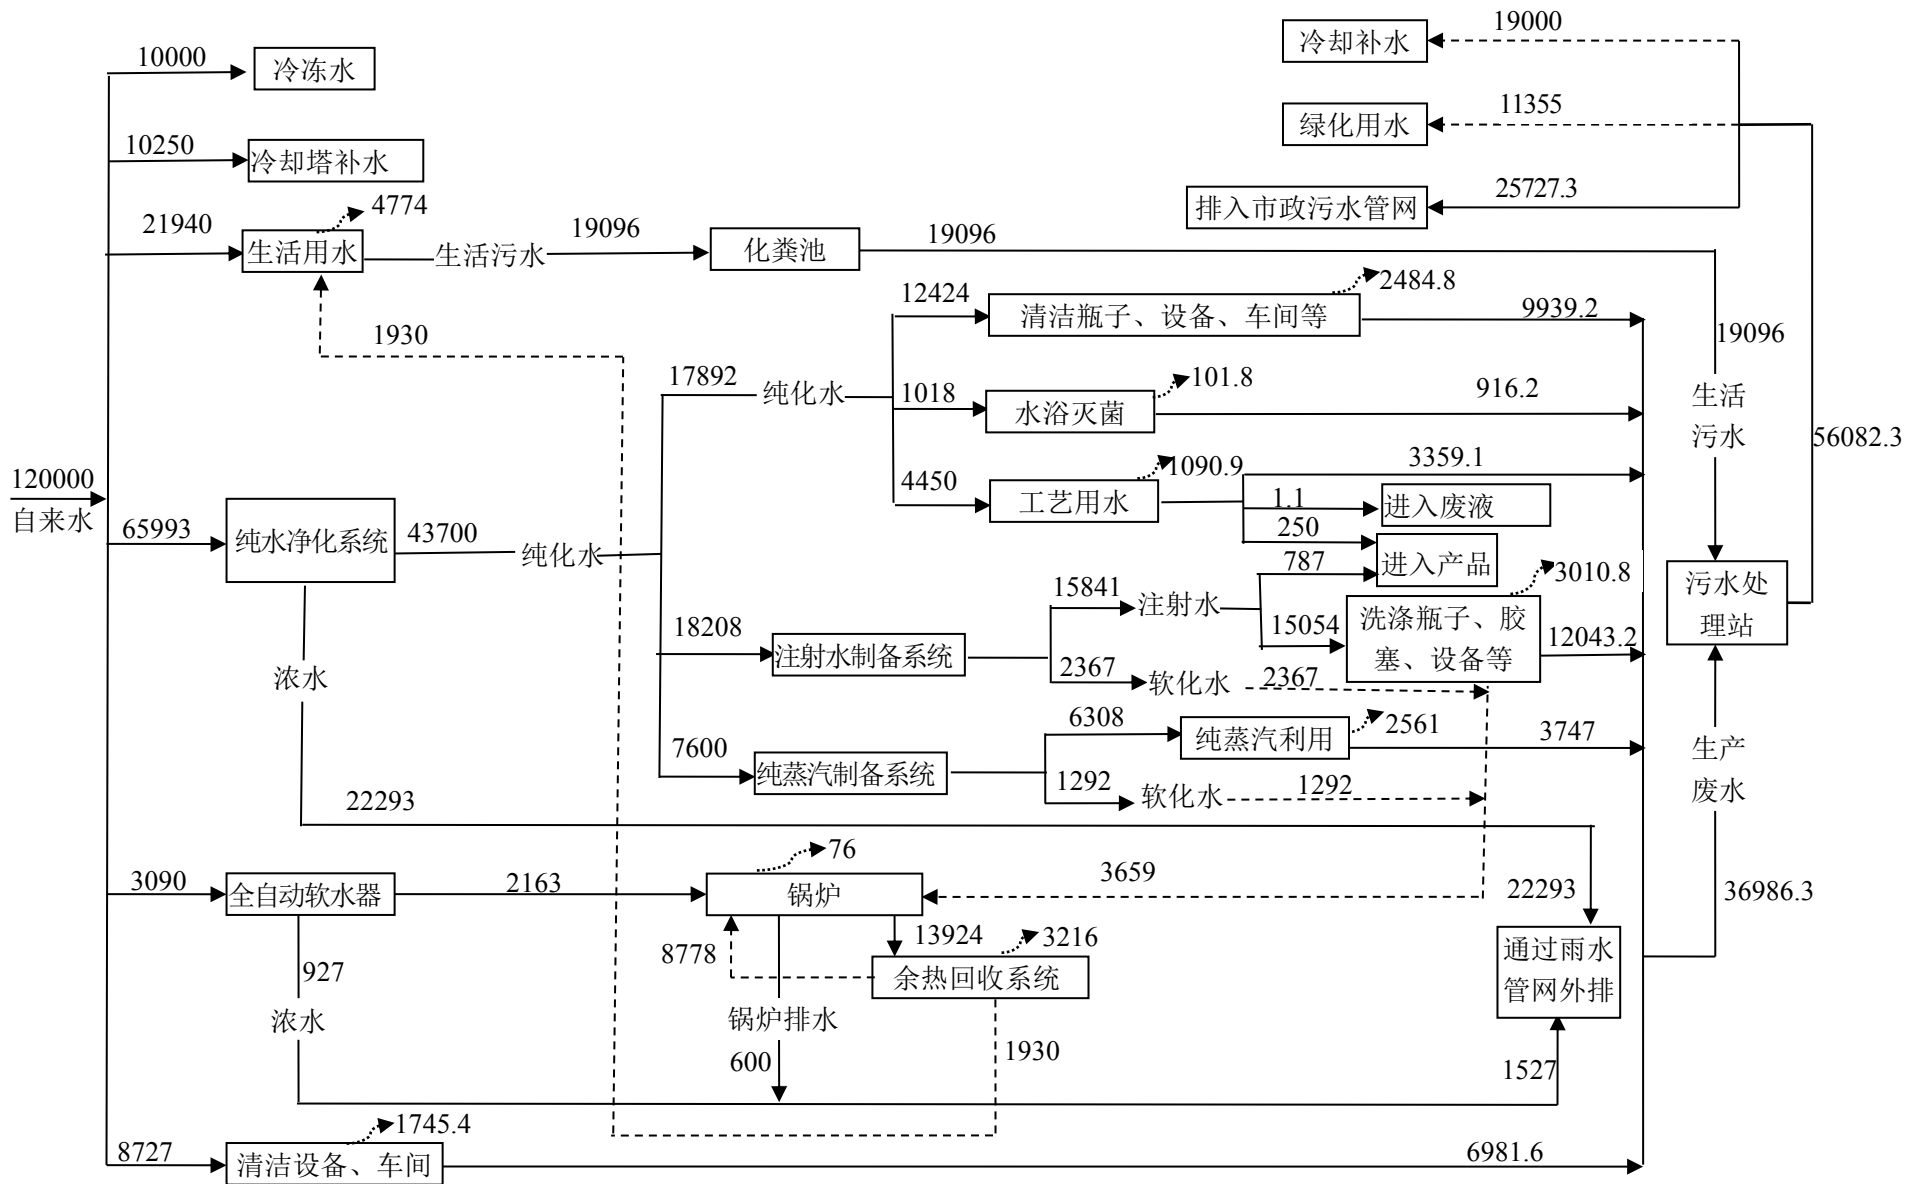 10000
冷冻水
19000
冷却补水
10250
冷却塔补水
11355
绿化用水
21940
生活用水
4774
生活污水
19096
化粪池
19096
25727.3
排入市政污水管网
1930
12424
清洁瓶子、设备、车间等
2484.8
9939.2
19096
生活
污水
56082.3
17892
纯化水
1018
水浴灭菌
101.8
916.2
4450
工艺用水
1090.9
3359.1
1.1
进入废液
250
进入产品
120000
自来水
65993
纯水净化系统
43700
纯化水
18208
注射水制备系统
15841
注射水
787
15054
洗涤瓶子、胶
塞、设备等
3010.8
12043.2
2367
软化水
2367
污水处
理站
浓水
7600
纯蒸汽制备系统
6308
纯蒸汽利用
2561
3747
1292
软化水
1292
生产
废水
22293
3090
全自动软水器
2163
锅炉
76
3659
22293
36986.3
927
浓水
8778
13924
余热回收系统
3216
通过雨水
管网外排
锅炉排水
600
1930
1527
8727
清洁设备、车间
1745.4
6981.6